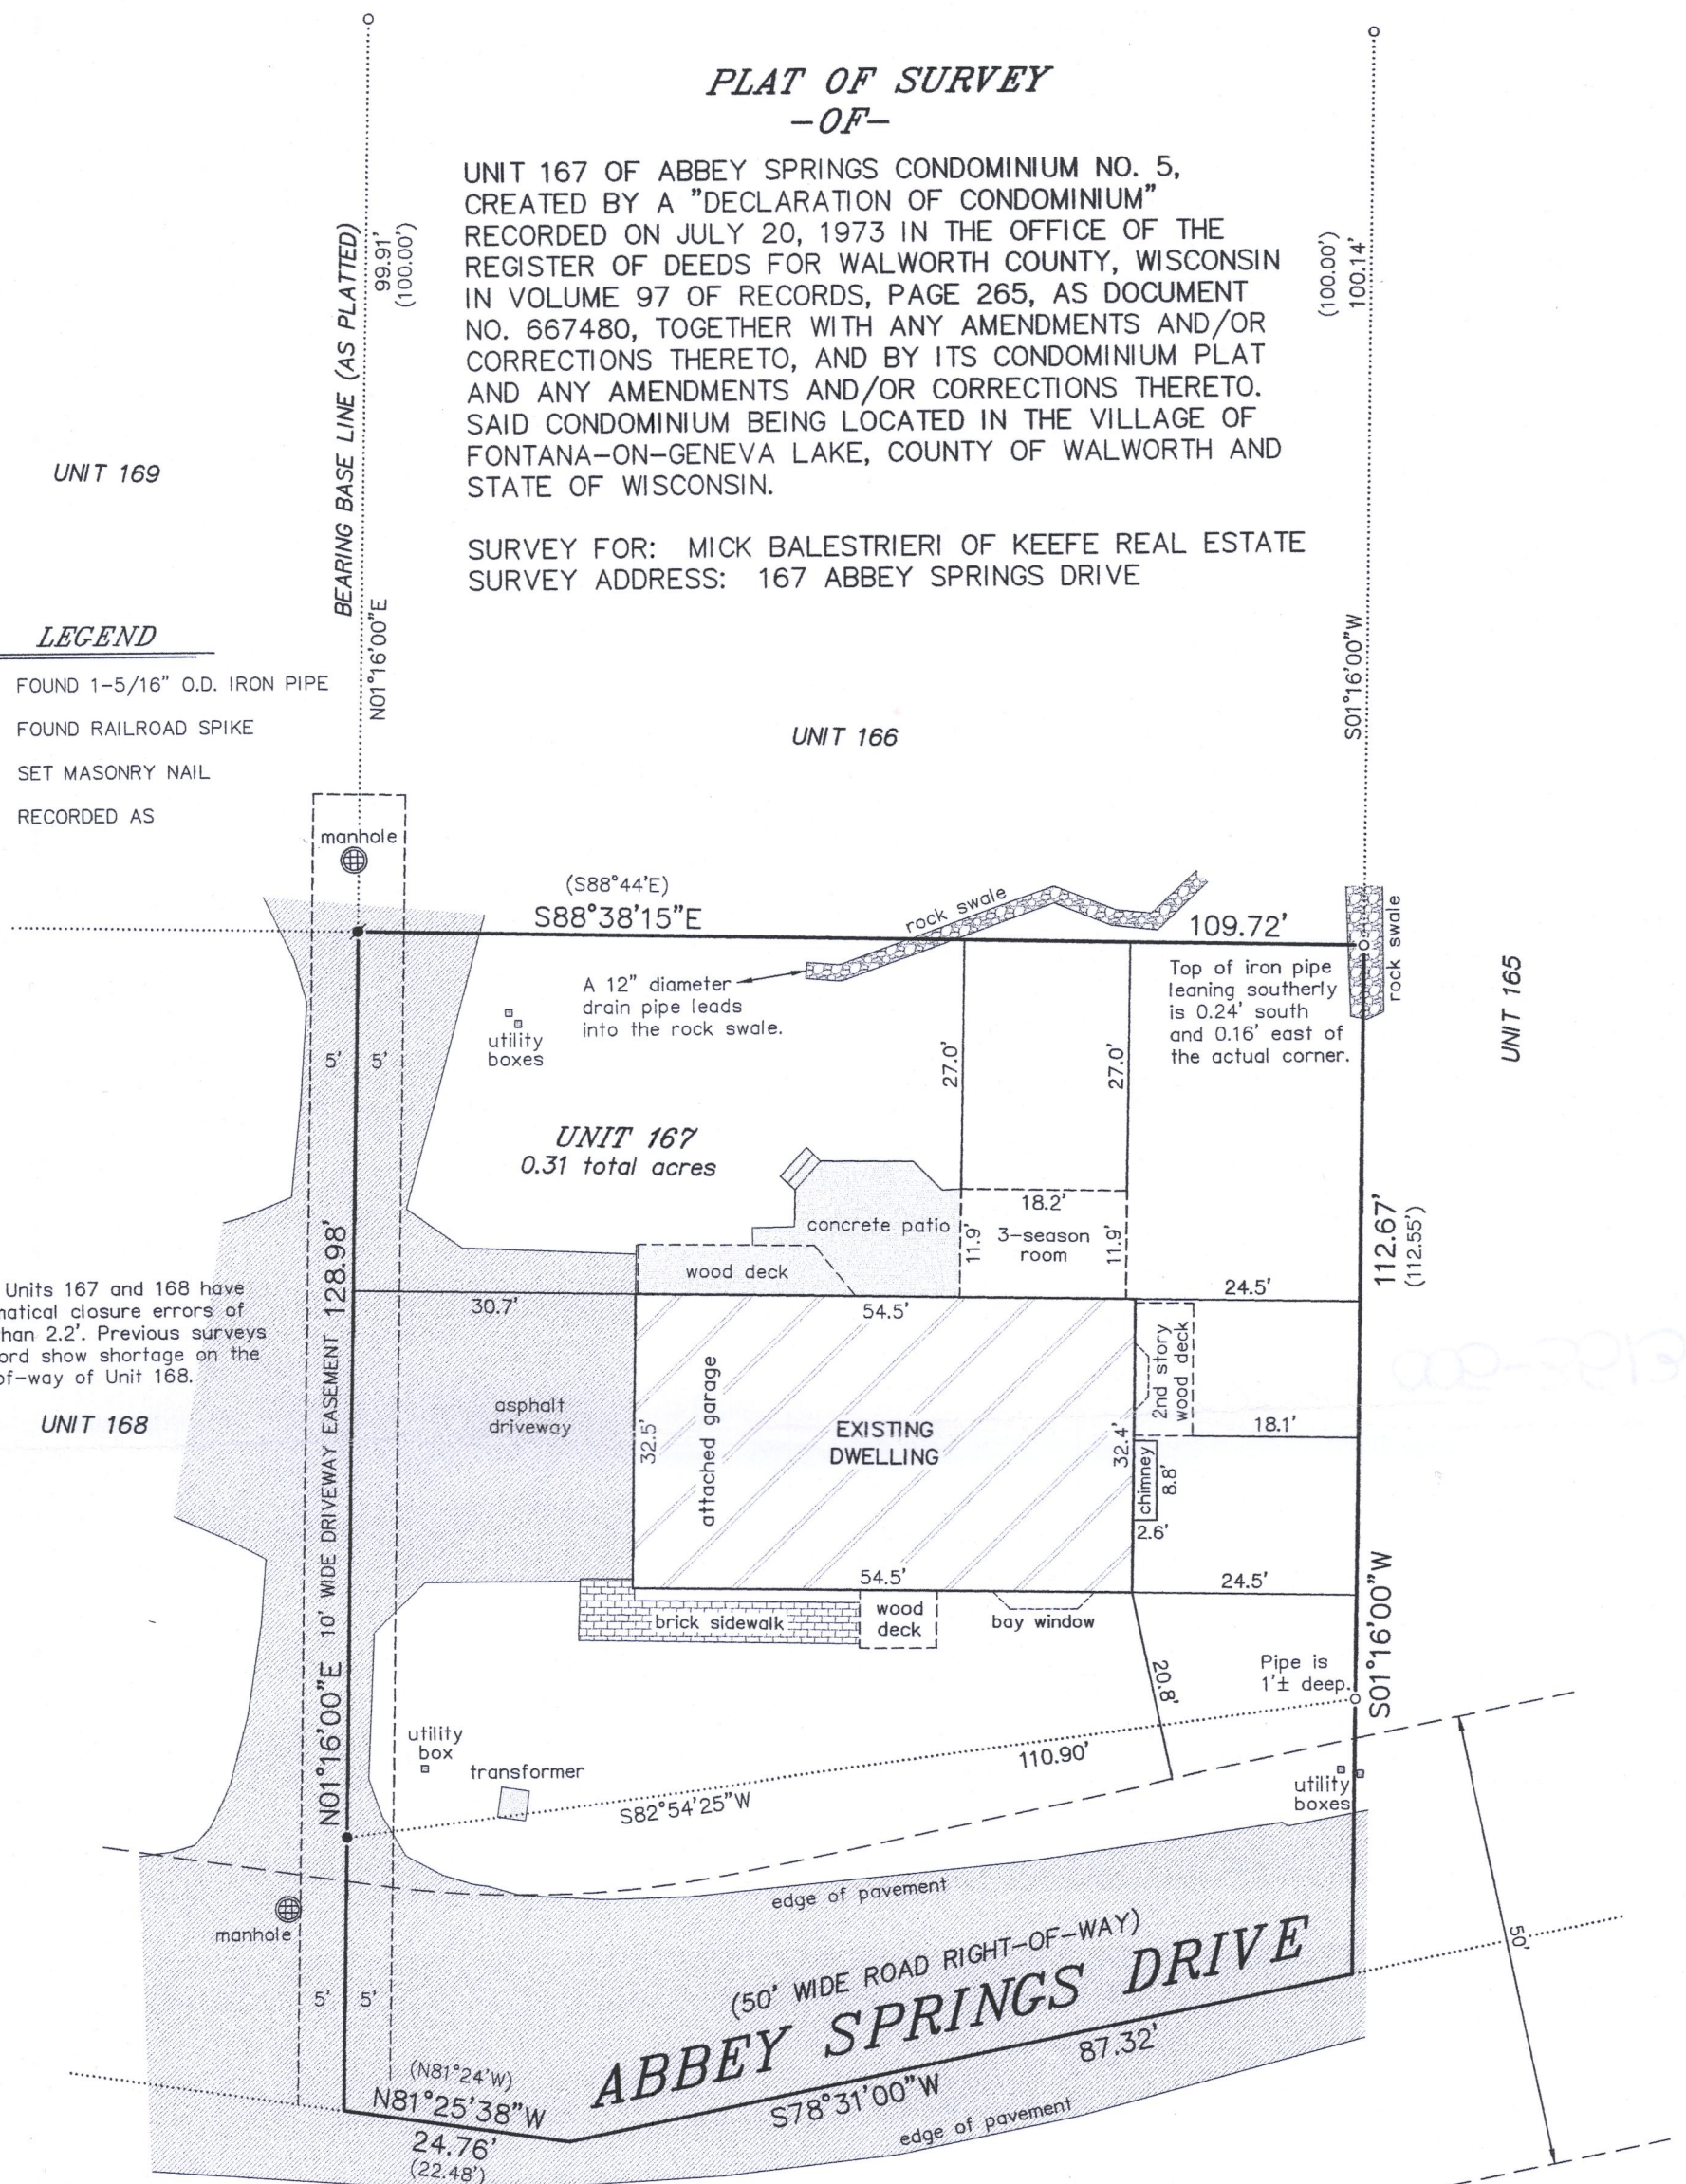 PLAT OF SURVEY
-OF-
UNIT 167 OF ABBEY SPRINGS CONDOMINIUM NO. 5,
CREATED BY A "DECLARATION OF CONDOMINIUM"
RECORDED ON JULY 20, 1973 IN THE OFFICE OF THE
REGISTER OF DEEDS FOR WALWORTH COUNTY, WISCONSIN
IN VOLUME 97 OF RECORDS, PAGE 265, AS DOCUMENT
NO. 667480, TOGETHER WITH ANY AMENDMENTS AND/OR
CORRECTIONS THERETO, AND BY ITS CONDOMINIUM PLAT
AND ANY AMENDMENTS AND/OR CORRECTIONS THERETO.
SAID CONDOMINIUM BEING LOCATED IN THE VILLAGE OF
FONTANA-ON-GENEVA LAKE, COUNTY OF WALWORTH AND
STATE OF WISCONSIN.
SURVEY FOR: MICK BALESTRIERI OF KEEFE REAL ESTATE
SURVEY ADDRESS: 167 ABBEY SPRINGS DRIVE
BEARING BASE LINE (AS PLATTED)
99.91'
(100.00')
N01°16'00"E
(100.00')
100.14'
S01°16'00"W
UNIT 169
LEGEND
FOUND 1-5/16" O.D. IRON PIPE
FOUND RAILROAD SPIKE
SET MASONRY NAIL
RECORDED AS
UNIT 166
manhole
(S88°44'E)
S88°38'15"E
rock swale
109.72'
rock swale
A 12" diameter
drain pipe leads
into the rock swale.
Top of iron pipe
leaning southerly
is 0.24' south
and 0.16' east of
the actual corner.
UNIT 165
utility
boxes
5'
5'
27.0'
27.0'
UNIT 167
0.31 total acres
18.2'
concrete patio
11.9'
3-season
room
11.9'
wood deck
112.67'
(112.55')
30.7'
54.5'
24.5'
Units 167 and 168 have
matical closure errors of
han 2.2'. Previous surveys
ord show shortage on the
of-way of Unit 168.
UNIT 168
N01°16'00"E 10' WIDE DRIVEWAY EASEMENT 128.98'
asphalt
driveway
32.5'
attached garage
EXISTING
DWELLING
32.4'
2nd story
wood deck
18.1'
chimney
8.8'
2.6'
54.5'
24.5'
brick sidewalk
wood
deck
bay window
20.8'
Pipe is
1'± deep.
S01°16'00"W
utility
box
transformer
110.90'
S82°54'25"W
utility
boxes
edge of pavement
manhole
50'
(50' WIDE ROAD RIGHT-OF-WAY)
ABBEY SPRINGS DRIVE
5'
5'
(N81°24'W)
N81°25'38"W
24.76'
(22.48')
87.32'
S78°31'00"W
edge of pavement